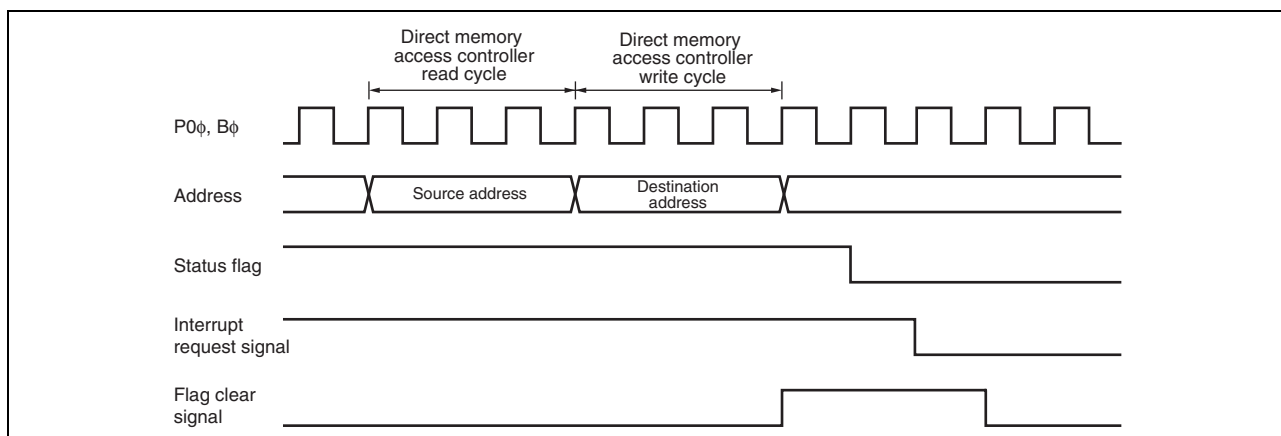 Direct memory
access controller
read cycle
Direct memory
access controller
write cycle
P0ϕ, Bϕ
Address
Source address
Destination
address
Status flag
Interrupt
request signal
Flag clear
signal